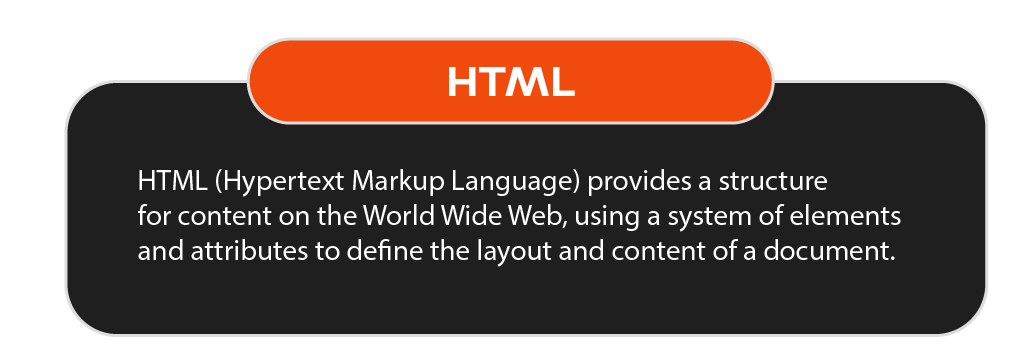 HTML
HTML (Hypertext Markup Language) provides a structure
for content on the World Wide Web, using a system of elements
and attributes to define the layout and content of a document.